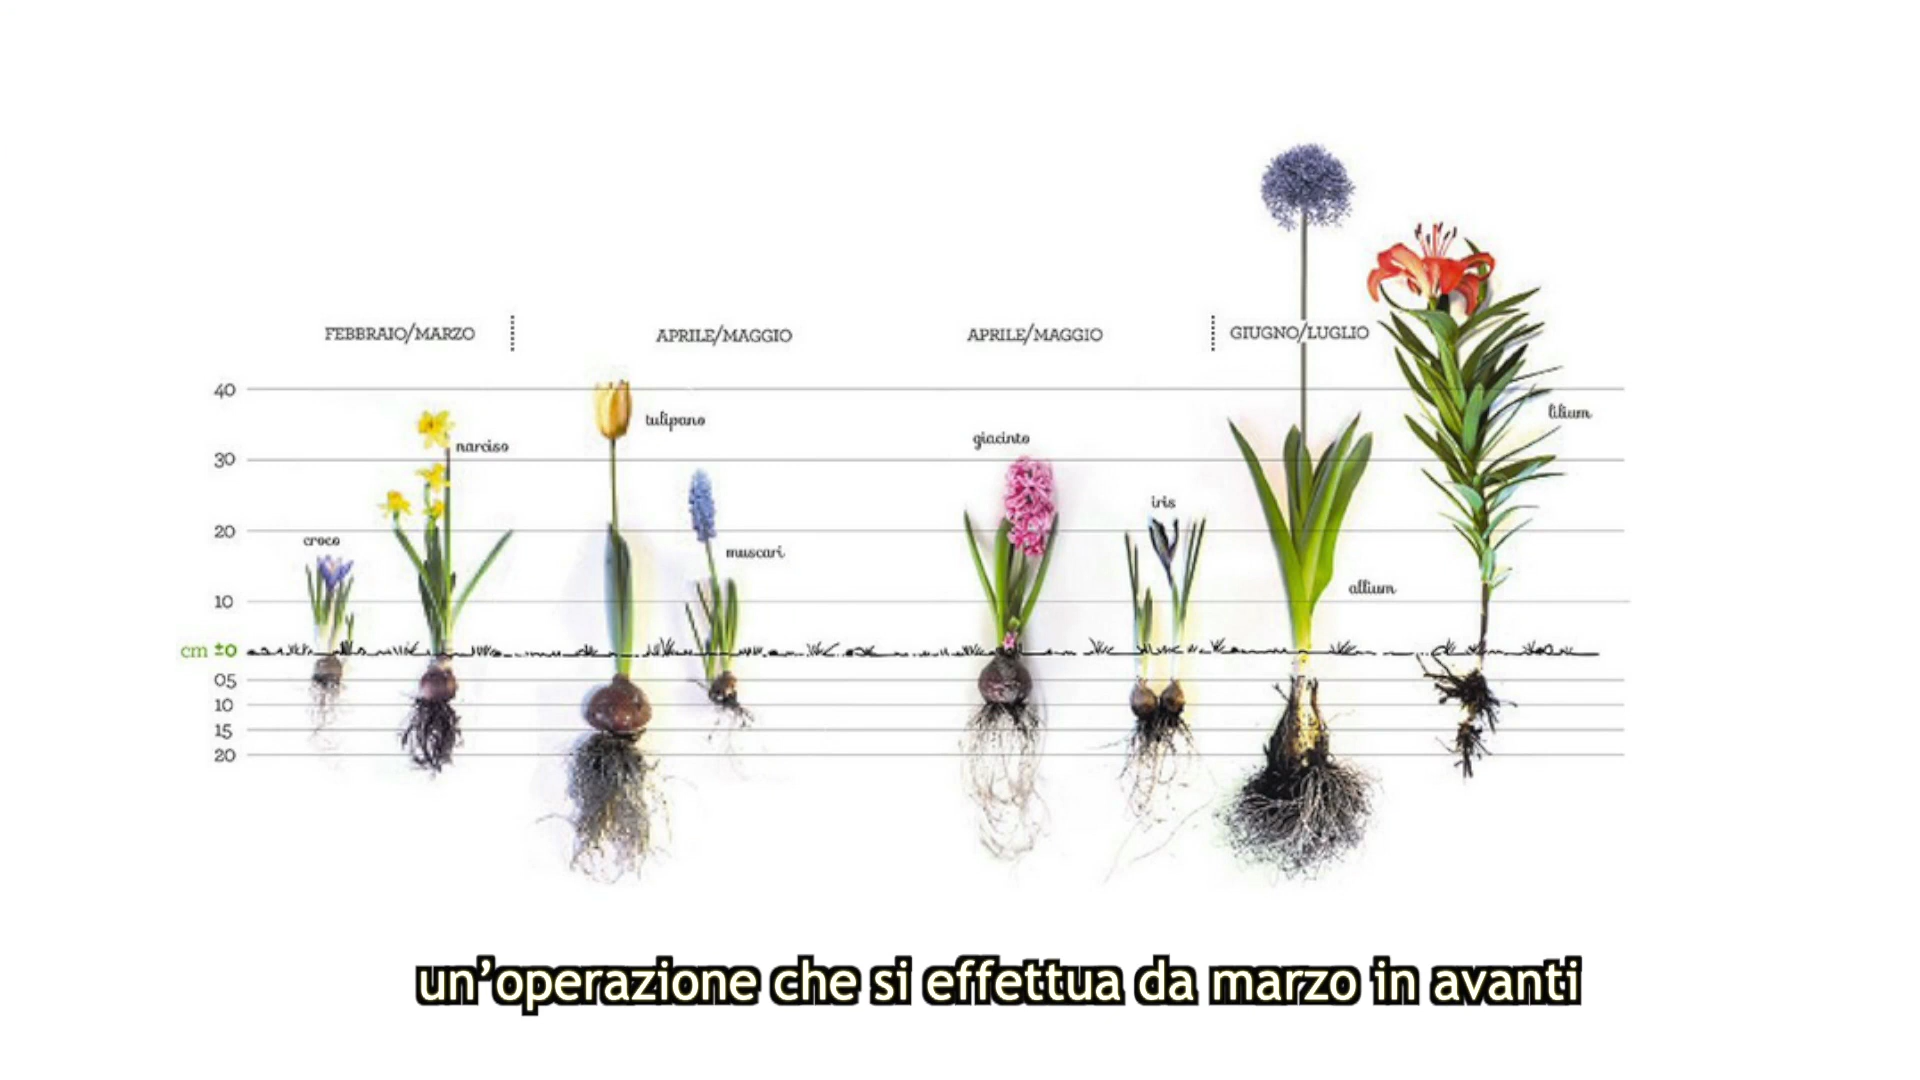 FEBBRAIO/MARZO
APRILE/MAGGIO
APRILE/MAGGIO
GIUGNO/LUGLIO
40
30
20
10
cm ±0
05
10
15
20
croco
narciso
tulipano
muscari
giacinto
iris
allium
lilium
un’operazione che si effettua da marzo in avanti